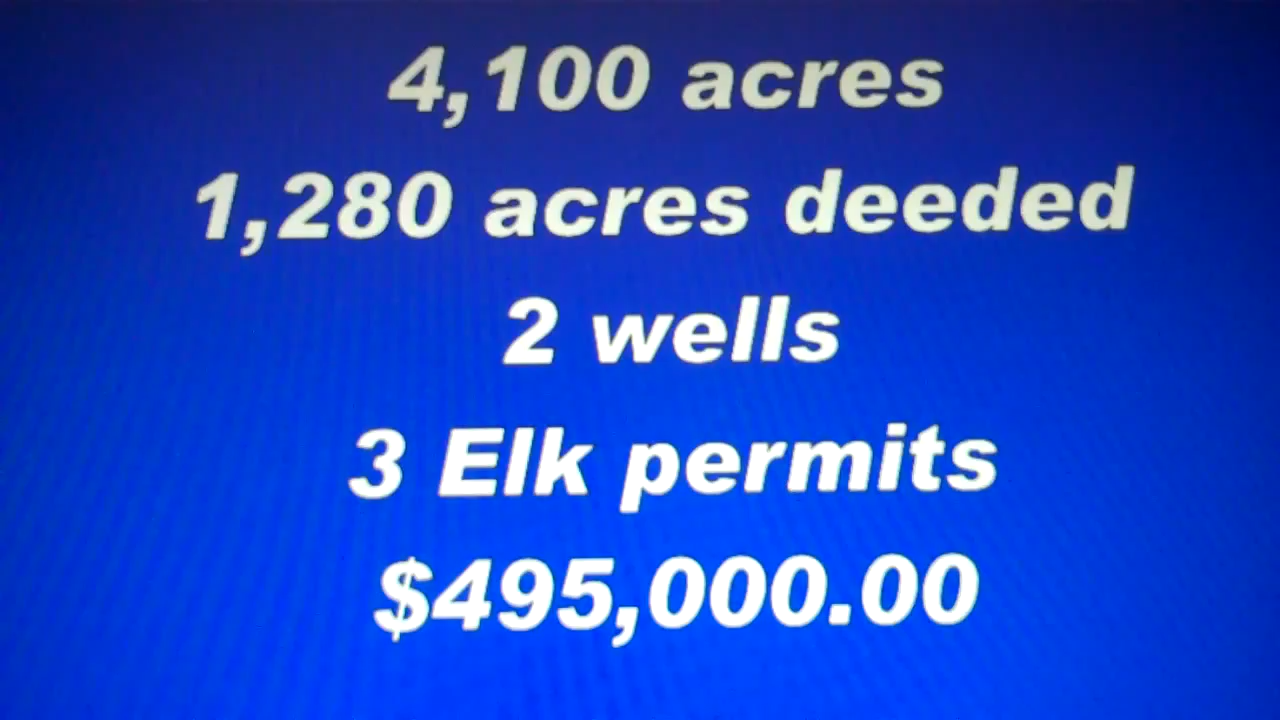 4,100 acres
1,280 acres deeded
2 wells
3 Elk permits
$495,000.00